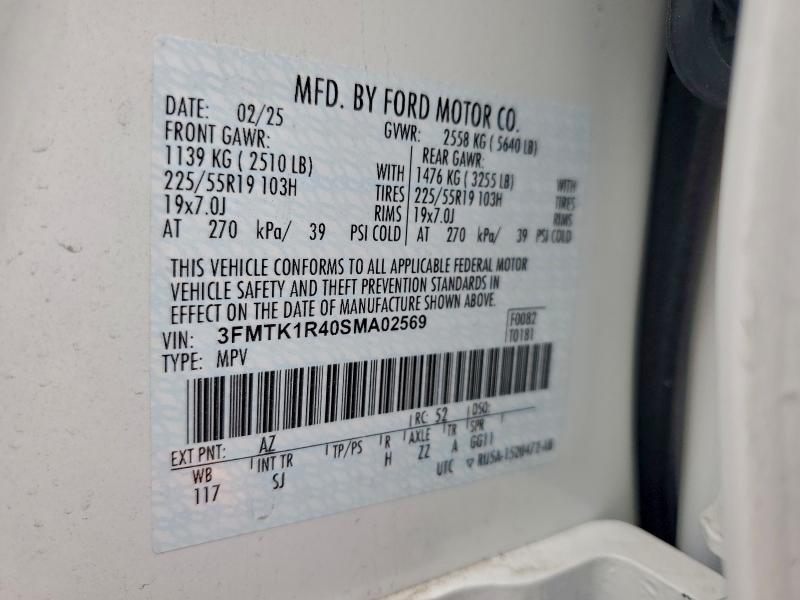 MFD. BY FORD MOTOR CO.
DATE: 02/25 GVWR: 2558 KG ( 5640 LB)
FRONT GAWR: REAR GAWR:
1139 KG ( 2510 LB) WITH 1476 KG ( 3255 LB) WITH
225/55R19 103H TIRES 225/55R19 103H TIRES
19x7.0J RIMS 19x7.0J RIMS
AT 270 kPa/ 39 PSI COLD AT 270 kPa/ 39 PSI COLD
THIS VEHICLE CONFORMS TO ALL APPLICABLE FEDERAL MOTOR
VEHICLE SAFETY AND THEFT PREVENTION STANDARDS IN
EFFECT ON THE DATE OF MANUFACTURE SHOWN ABOVE.
VIN: 3FMTK1R40SMA02569 F0082
TYPE: MPV T0181
RC: 52 DSO:
EXT PNT: AZ
WB INT TR TP/PS R AXLE TR SPR
117 SJ H ZZ A GG11
UTC